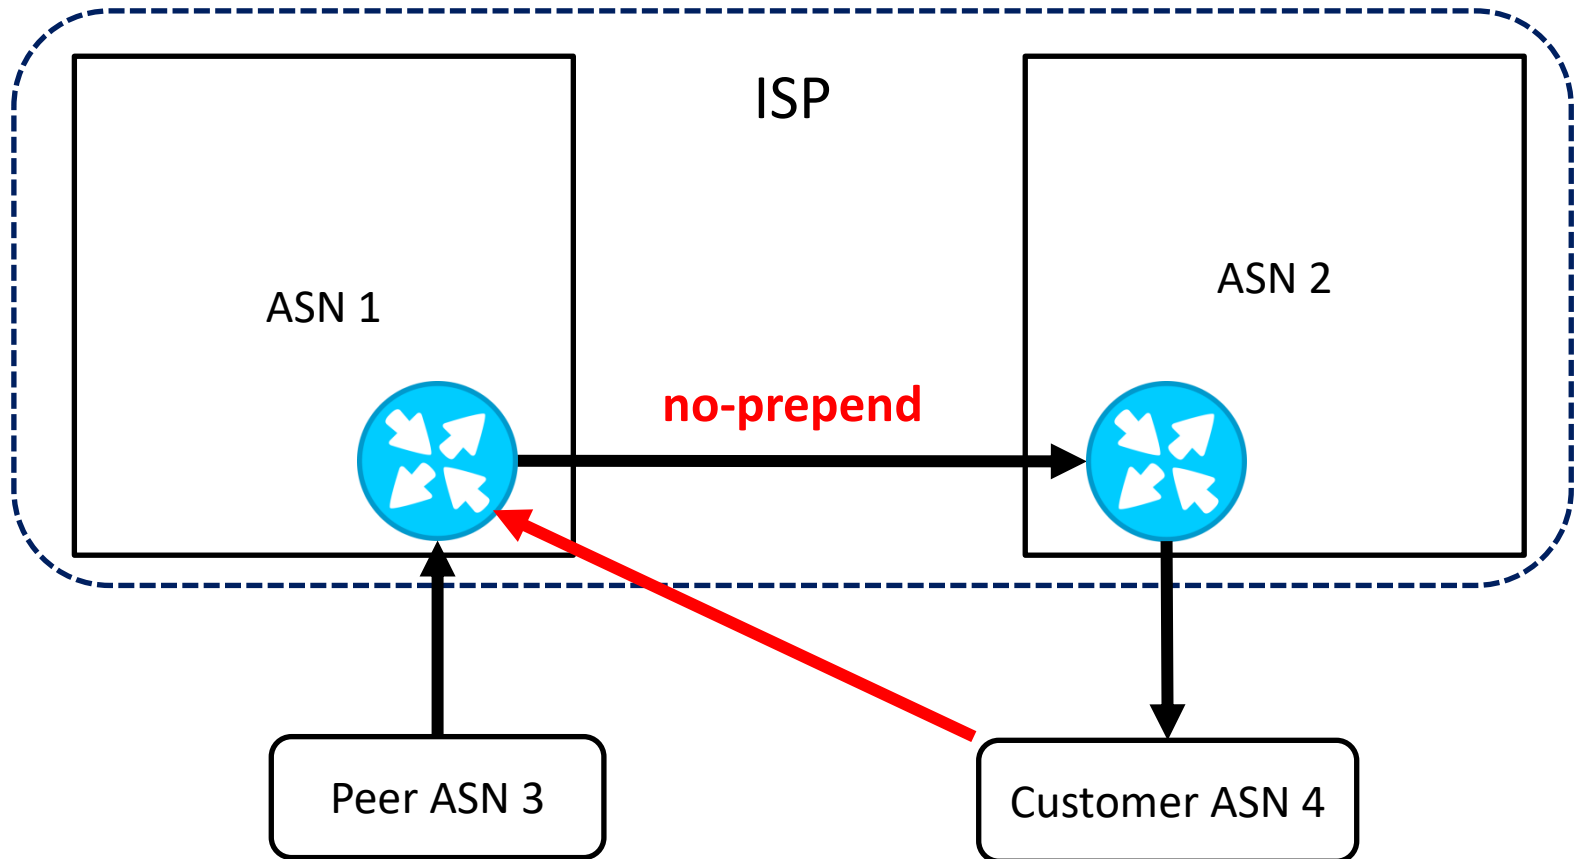 ISP
ASN 1
ASN 2
no-prepend
Peer ASN 3
Customer ASN 4